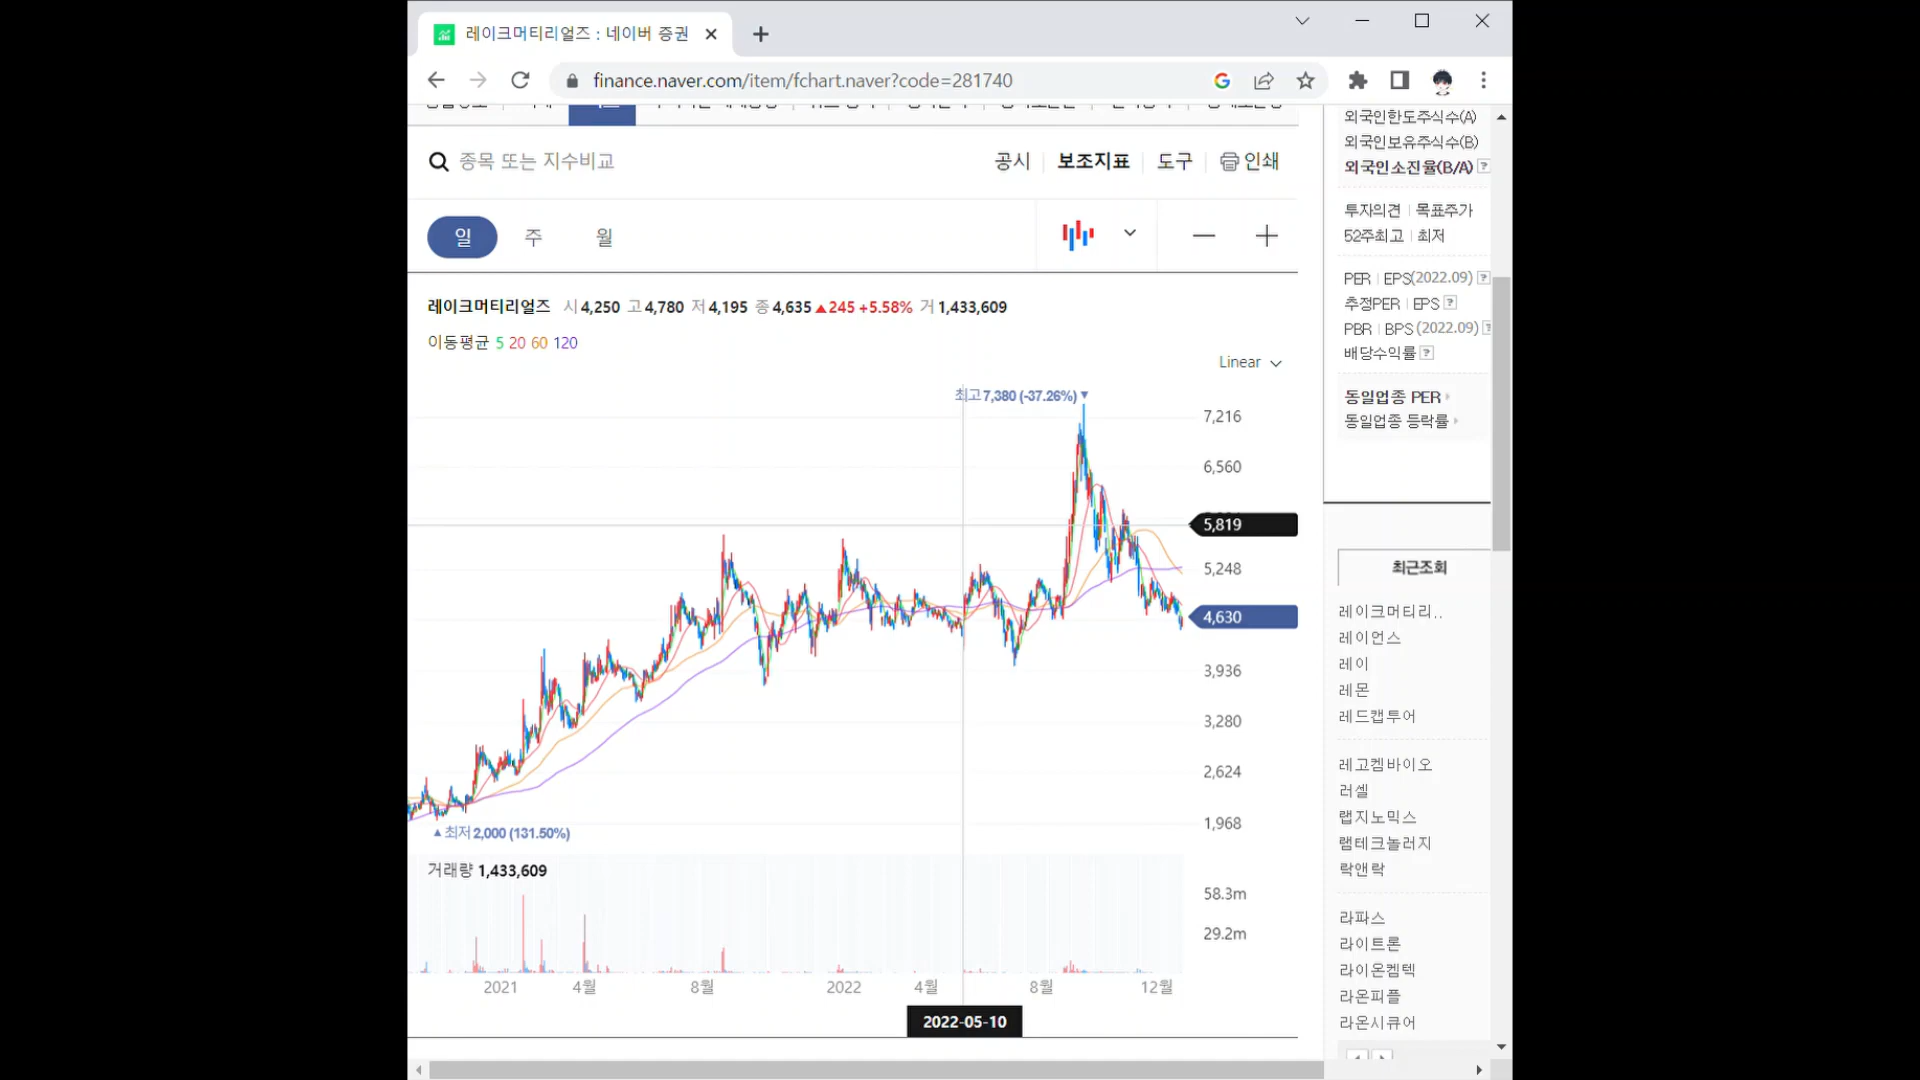 레이크머티리얼즈 : 네이버 증권
finance.naver.com/item/fchart.naver?code=281740
종목 또는 지수비교
공시 보조지표 도구 인쇄
일 주 월
레이크머티리얼즈 시 4,250 고 4,780 저 4,195 종 4,635 ▲245 +5.58% 거 1,433,609
이동평균 5 20 60 120
Linear
최고 7,380 (-37.26%) ▼
7,216
6,560
5,819
5,248
4,630
3,936
3,280
2,624
1,968
▲ 최저 2,000 (131.50%)
거래량 1,433,609
58.3m
29.2m
2021 4월 8월 2022 4월 8월 12월
2022-05-10
외국인한도주식수(A)
외국인보유주식수(B)
외국인소진율(B/A) ?
투자의견 | 목표주가
52주최고 | 최저
PER | EPS(2022.09) ?
추정PER | EPS ?
PBR | BPS (2022.09) ?
배당수익률 ?
동일업종 PER
동일업종 등락률
최근조회
레이크머티리..
레이언스
레이
레몬
레드캡투어
레고켐바이오
러셀
랩지노믹스
램테크놀러지
락앤락
라파스
라이트론
라이온켐텍
라온피플
라온시큐어